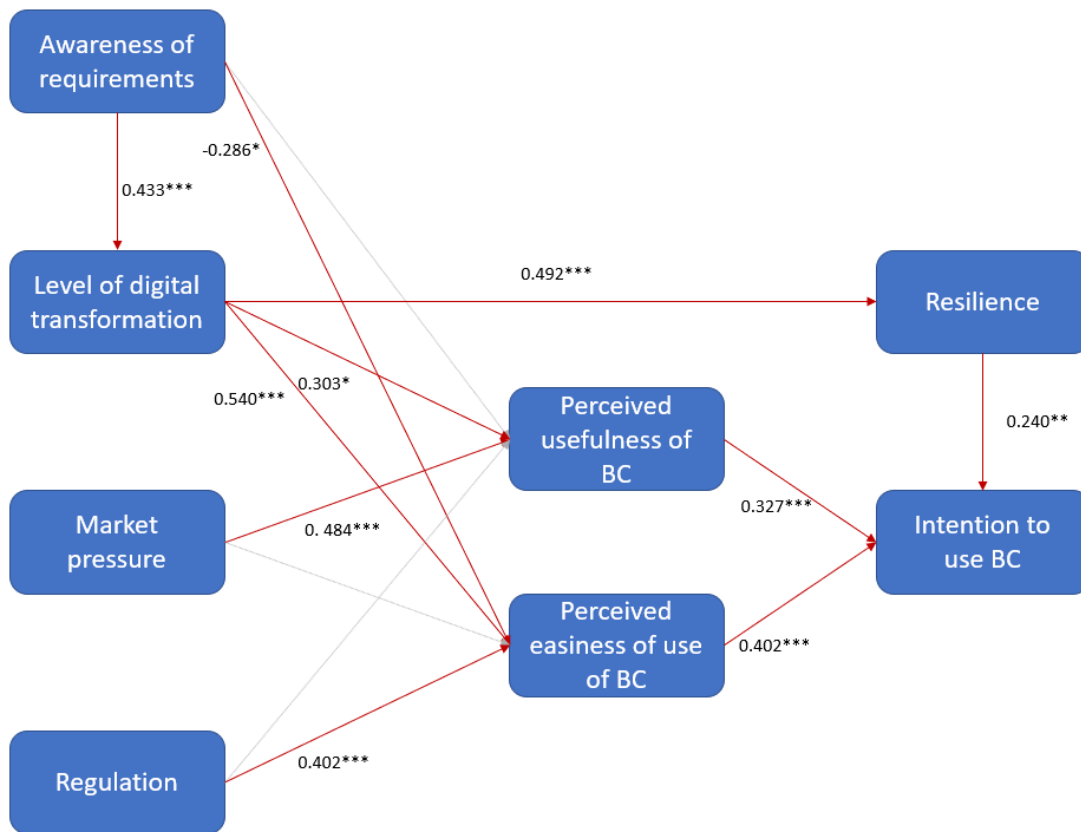 Awareness of
requirements
-0.286*
0.433***
Level of digital
transformation
0.492***
Resilience
0.540***
0.303*
Perceived
usefulness of
BC
0.240**
Market
pressure
0. 484***
0.327***
Intention to
use BC
Perceived
easiness of use
of BC
0.402***
Regulation
0.402***